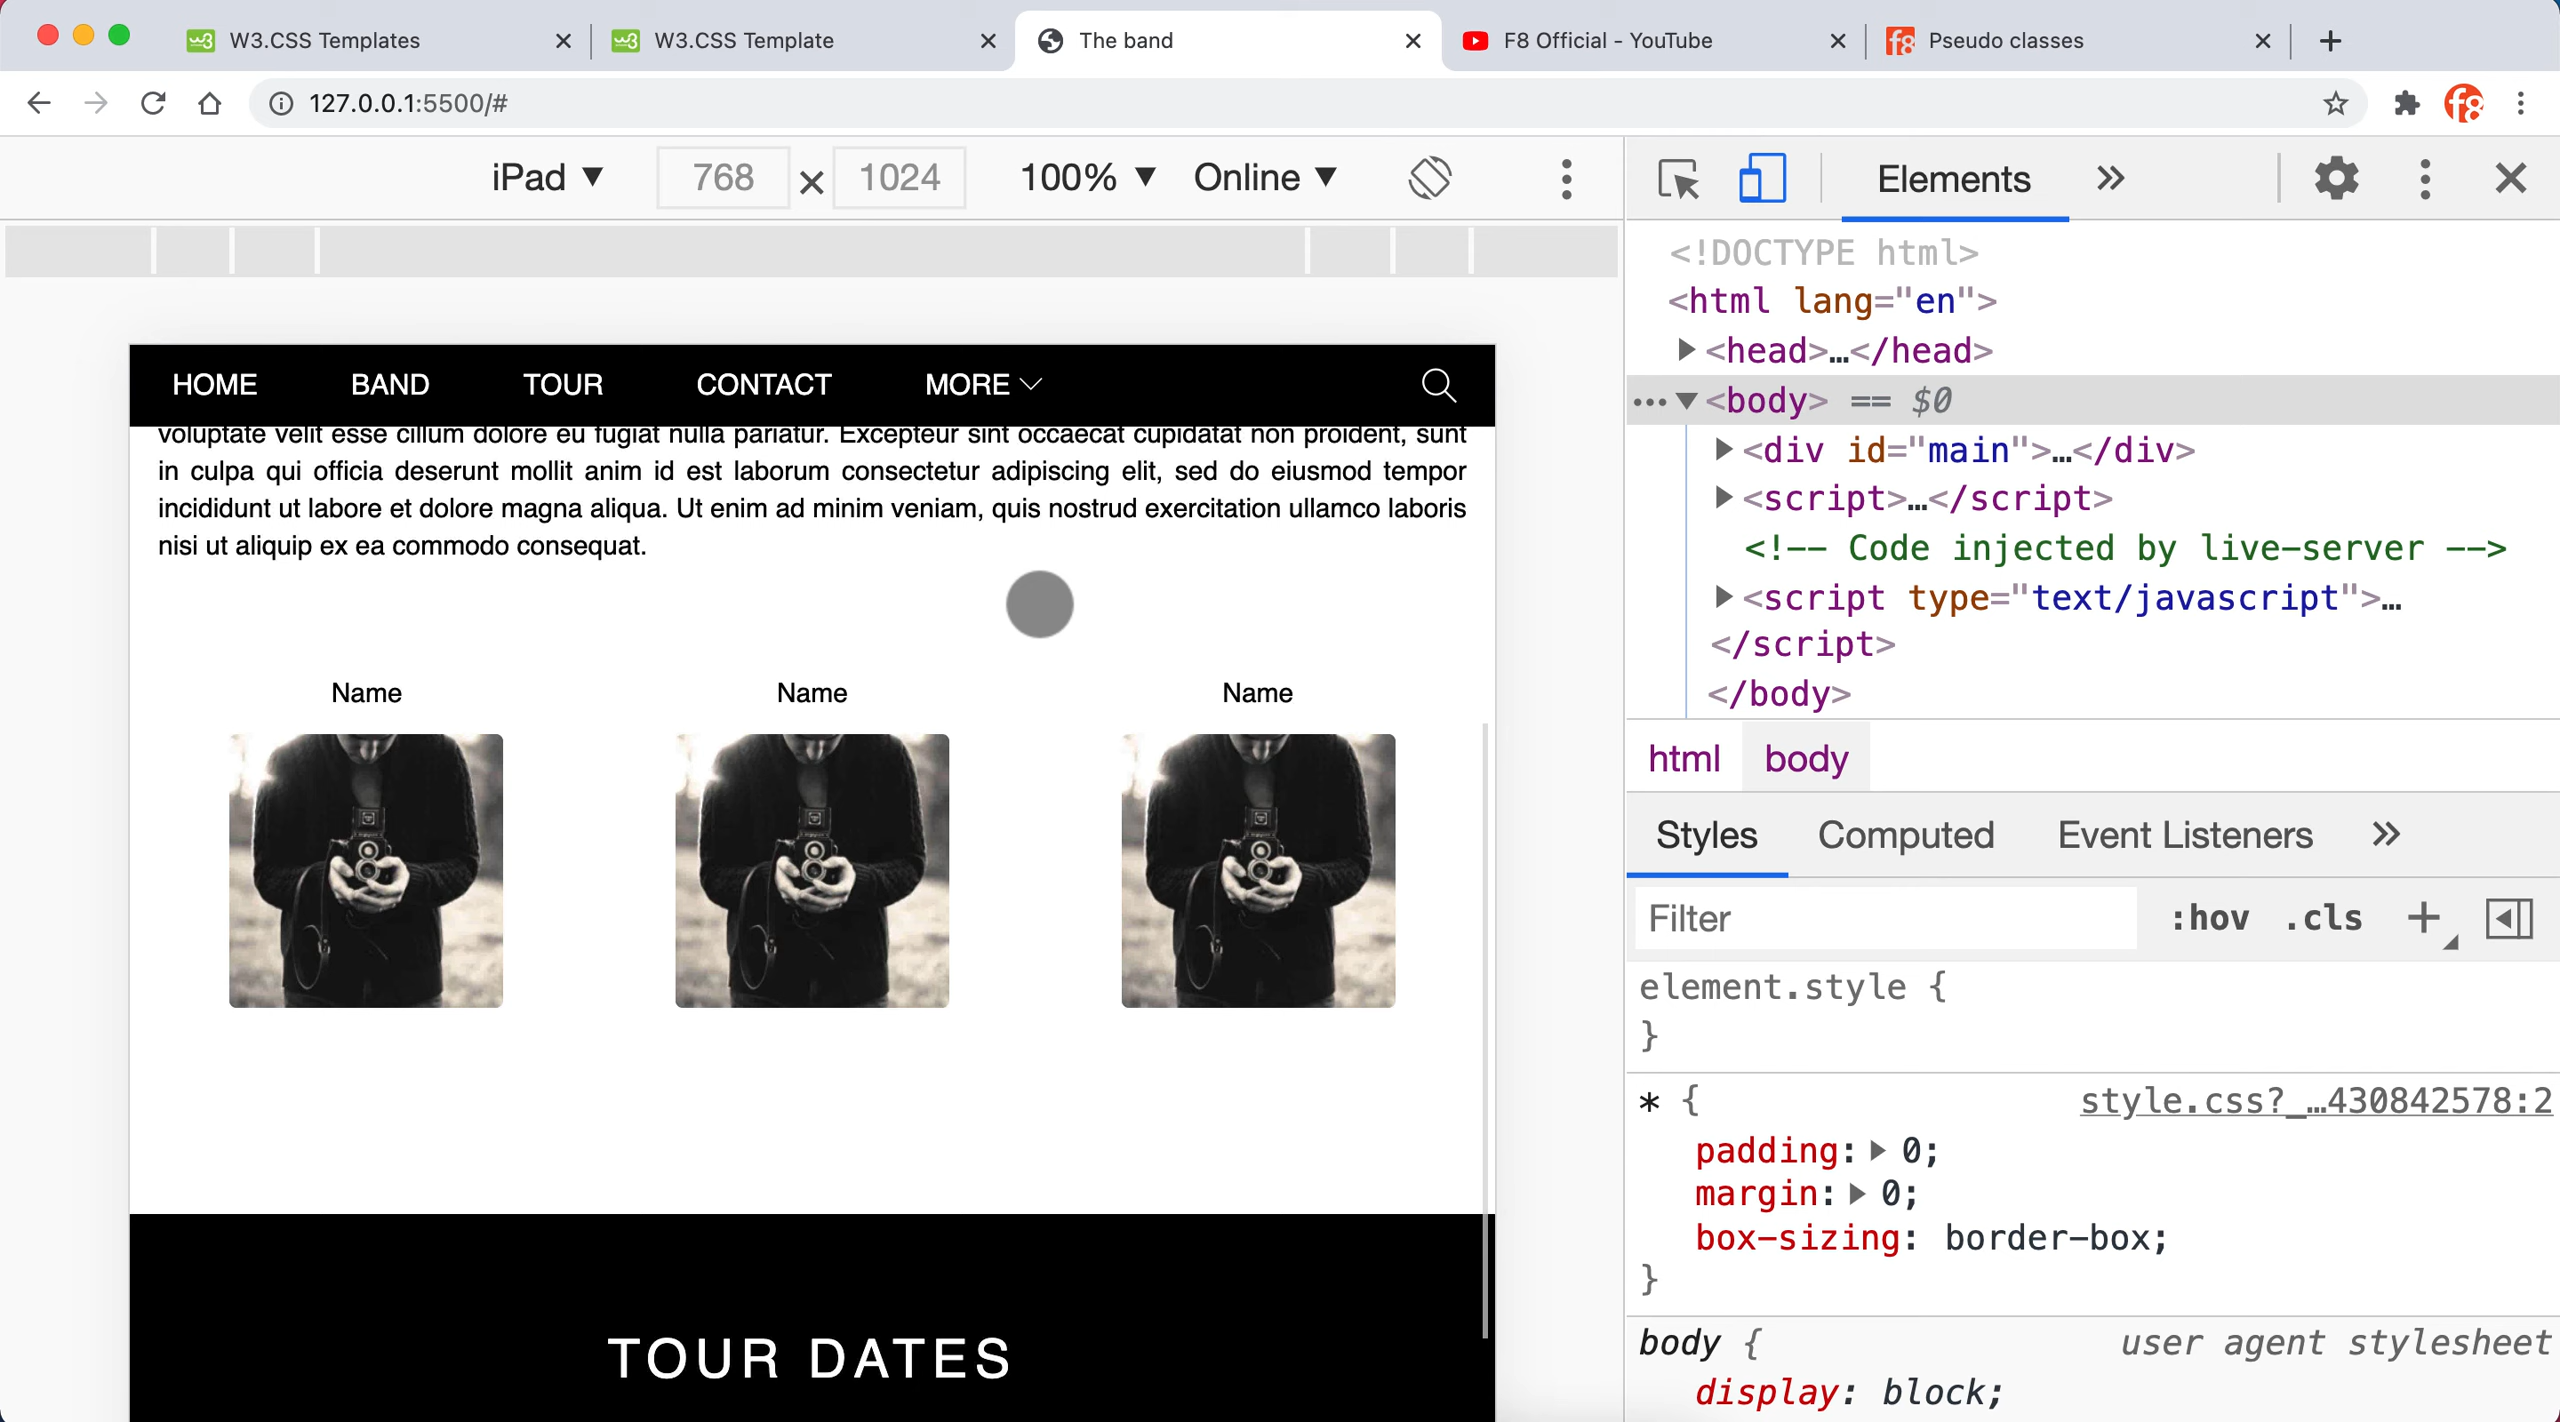 W3.CSS Templates
W3.CSS Template
The band
F8 Official - YouTube
Pseudo classes
127.0.0.1:5500/#
iPad ▼ 768 × 1024 100% ▼ Online ▼
Elements
HOME BAND TOUR CONTACT MORE
voluptate velit esse cillum dolore eu fugiat nulla pariatur. Excepteur sint occaecat cupidatat non proident, sunt
in culpa qui officia deserunt mollit anim id est laborum consectetur adipiscing elit, sed do eiusmod tempor
incididunt ut labore et dolore magna aliqua. Ut enim ad minim veniam, quis nostrud exercitation ullamco laboris
nisi ut aliquip ex ea commodo consequat.
Name Name Name
TOUR DATES
<!DOCTYPE html>
<html lang="en">
▶<head>…</head>
••• ▼<body> == $0
▶<div id="main">…</div>
▶<script>…</script>
<!-- Code injected by live-server -->
▶<script type="text/javascript">…
</script>
</body>
html body
Styles Computed Event Listeners
Filter :hov .cls +
element.style {
}
* { style.css?_…430842578:2
padding: ▶ 0;
margin: ▶ 0;
box-sizing: border-box;
}
body { user agent stylesheet
display: block;